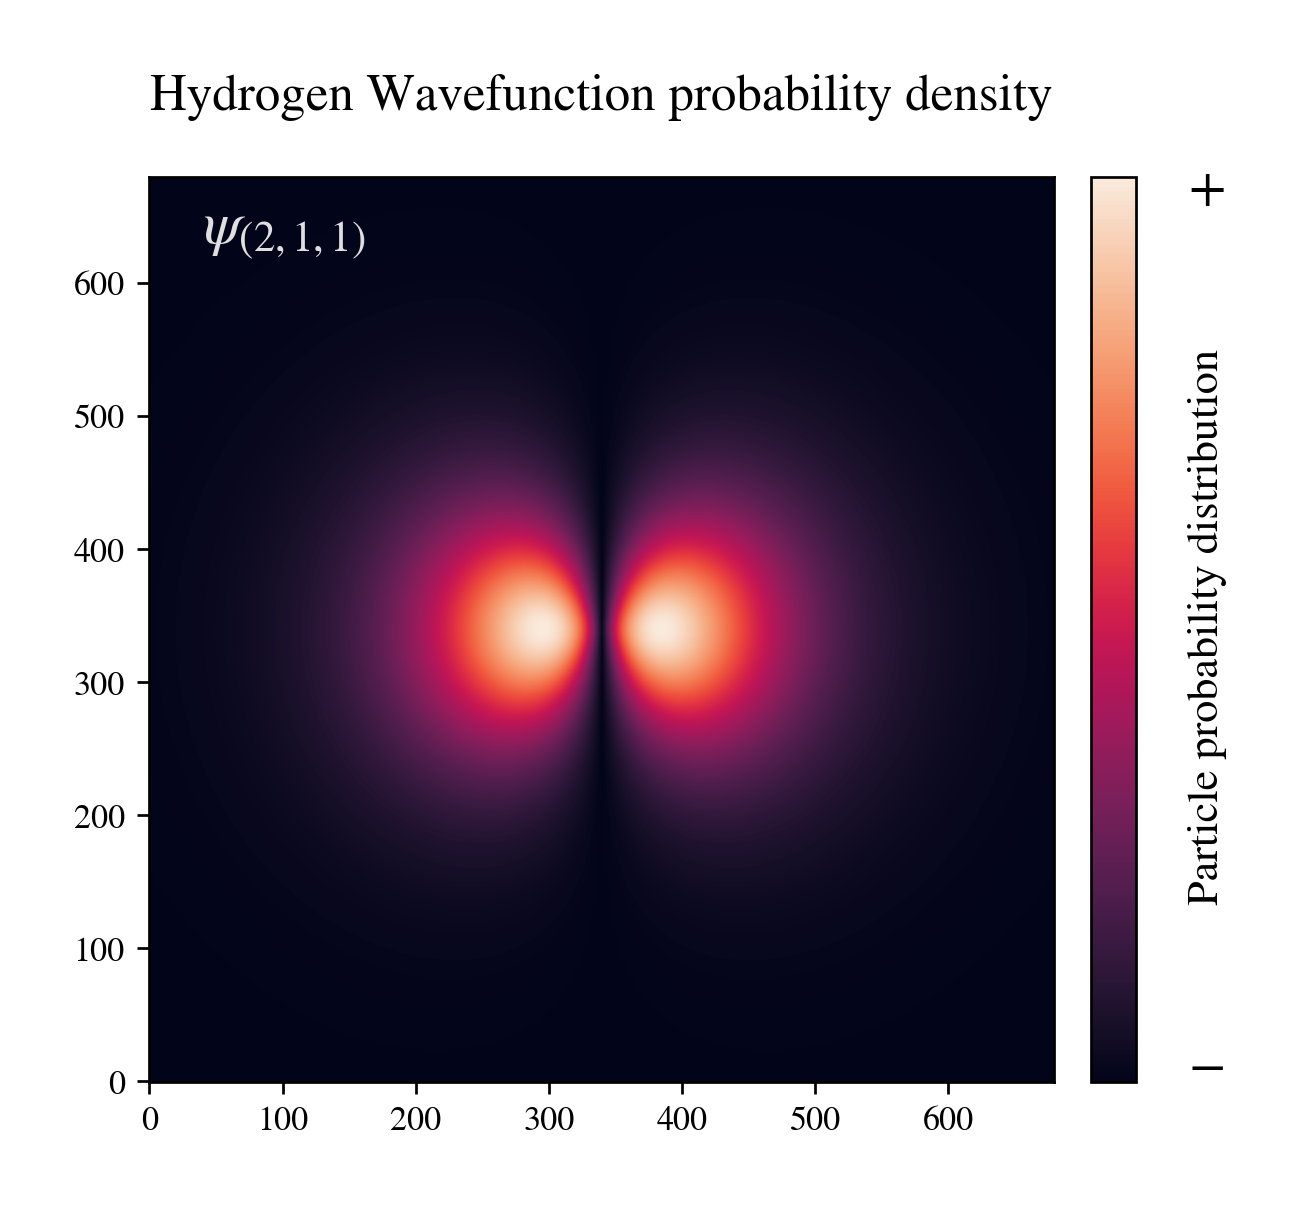 Hydrogen Wavefunction probability density
ψ(2, 1, 1)
+
600
500
400
300
200
100
0
0 100 200 300 400 500 600
Particle probability distribution
−